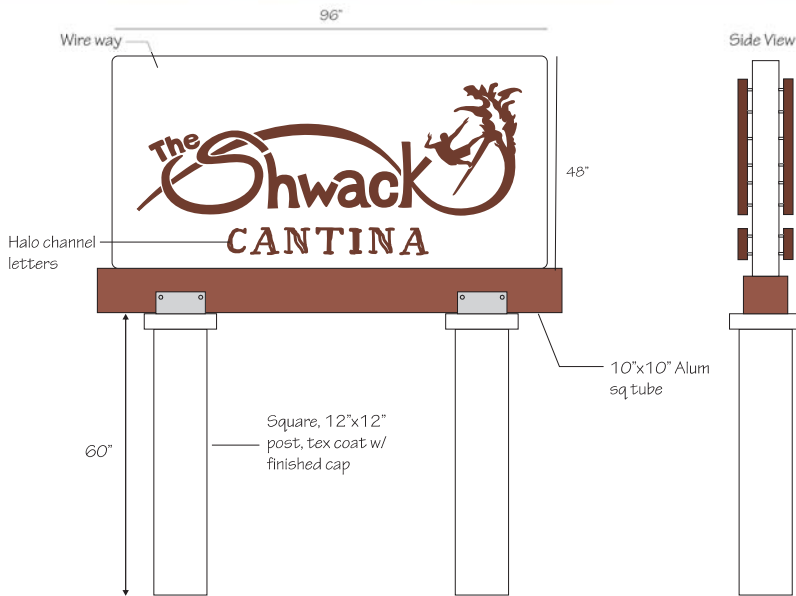 96”
Wire way
Side View
The
Shwack
48”
CANTINA
Halo channel
letters
10”x10” Alum
sq tube
Square, 12”x12”
post, tex coat w/
finished cap
60”